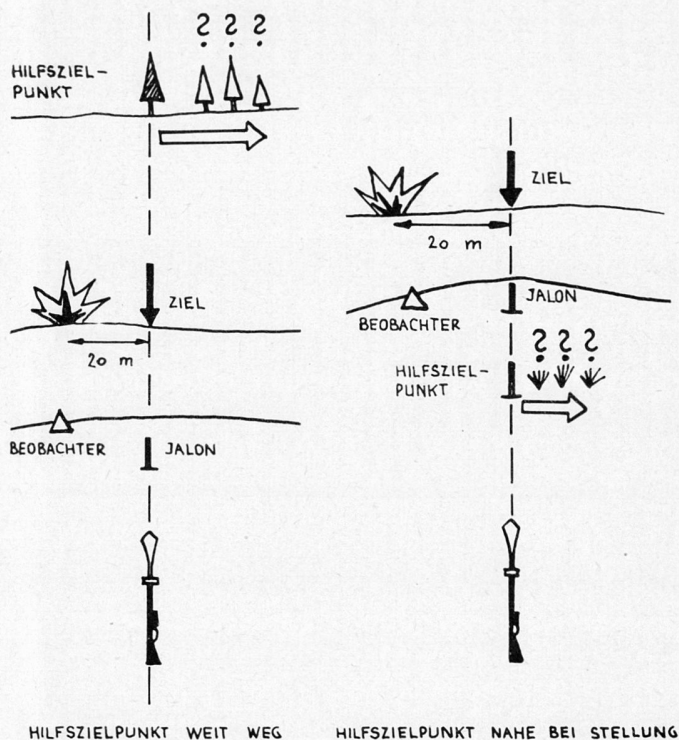 ? ? ?
HILFSZIEL-
PUNKT
ZIEL
20 m
BEOBACHTER
JALON
HILFSZIELPUNKT WEIT WEG
ZIEL
20 m
JALON
BEOBACHTER
? ? ?
HILFSZIEL-
PUNKT
HILFSZIELPUNKT NAHE BEI STELLUNG